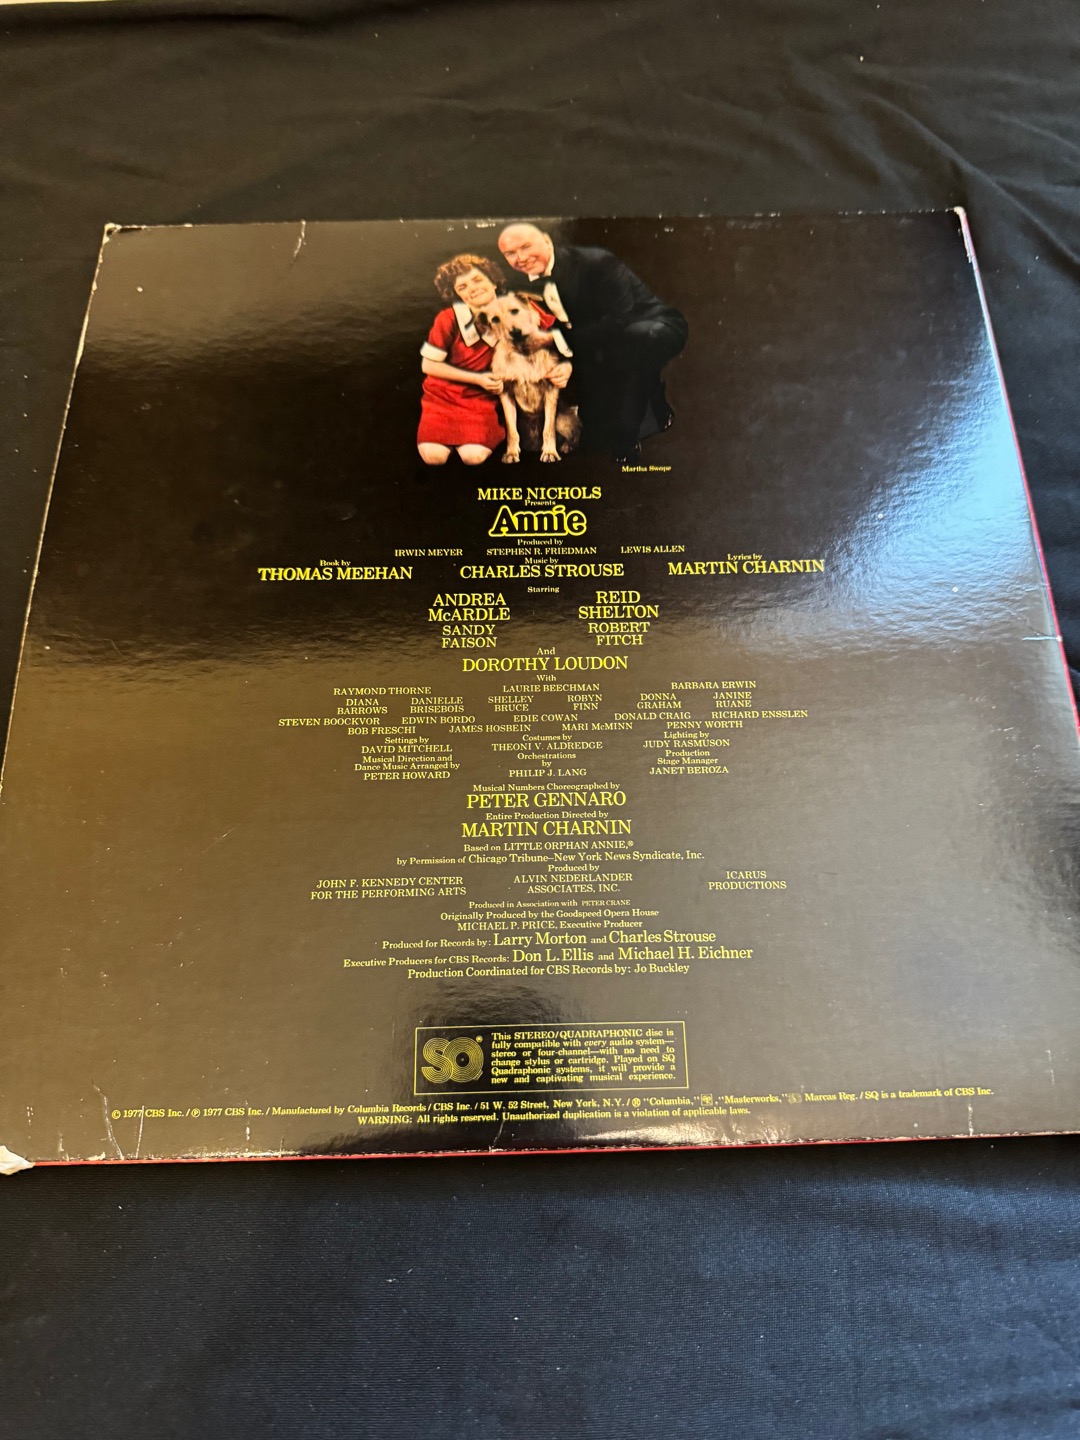 Martha Swope
MIKE NICHOLS
Presents
Annie
Produced by
IRWIN MEYER STEPHEN R. FRIEDMAN LEWIS ALLEN
Book by Music by Lyrics by
THOMAS MEEHAN CHARLES STROUSE MARTIN CHARNIN
Starring
ANDREA REID
McARDLE SHELTON
SANDY ROBERT
FAISON FITCH
And
DOROTHY LOUDON
With
RAYMOND THORNE LAURIE BEECHMAN BARBARA ERWIN
DIANA DANIELLE SHELLEY ROBYN DONNA JANINE
BARROWS BRISEBOIS BRUCE FINN GRAHAM RUANE
STEVEN BOOCKVOR EDWIN BORDO EDIE COWAN DONALD CRAIG RICHARD ENSSLEN
BOB FRESCHI JAMES HOSBEIN MARI McMINN PENNY WORTH
Settings by Costumes by Lighting by
DAVID MITCHELL THEONI V. ALDREDGE JUDY RASMUSON
Musical Direction and Orchestrations Production
Dance Music Arranged by by Stage Manager
PETER HOWARD PHILIP J. LANG JANET BEROZA
Musical Numbers Choreographed by
PETER GENNARO
Entire Production Directed by
MARTIN CHARNIN
Based on LITTLE ORPHAN ANNIE,®
by Permission of Chicago Tribune–New York News Syndicate, Inc.
Produced by
JOHN F. KENNEDY CENTER ALVIN NEDERLANDER ICARUS
FOR THE PERFORMING ARTS ASSOCIATES, INC. PRODUCTIONS
Produced in Association with PETER CRANE
Originally Produced by the Goodspeed Opera House
MICHAEL P. PRICE, Executive Producer
Produced for Records by: Larry Morton and Charles Strouse
Executive Producers for CBS Records: Don L. Ellis and Michael H. Eichner
Production Coordinated for CBS Records by: Jo Buckley
SQ®
This STEREO/QUADRAPHONIC disc is
fully compatible with every audio system—
stereo or four-channel—with no need to
change stylus or cartridge. Played on SQ
Quadraphonic systems, it will provide a
new and captivating musical experience.
© 1977 CBS Inc. / ℗ 1977 CBS Inc. / Manufactured by Columbia Records / CBS Inc. / 51 W. 52 Street, New York, N.Y. / ® "Columbia," , "Masterworks," Marcas Reg. / SQ is a trademark of CBS Inc.
WARNING: All rights reserved. Unauthorized duplication is a violation of applicable laws.